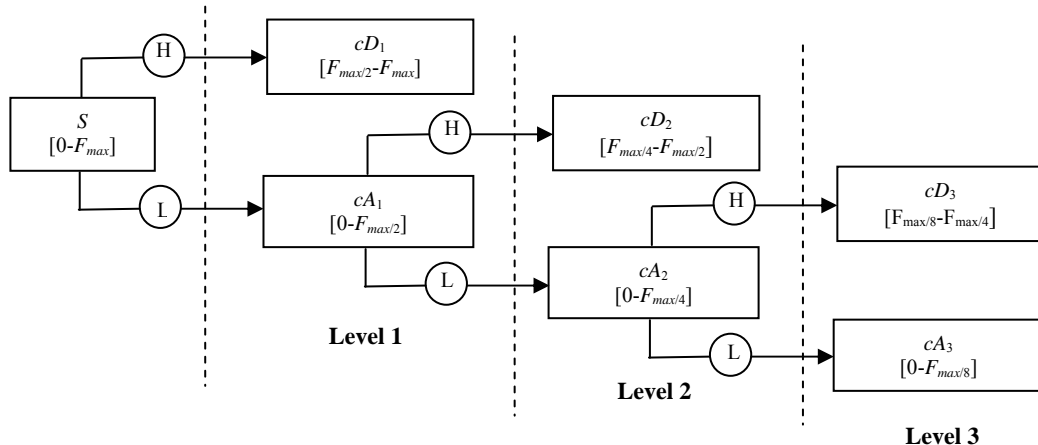 H
cD1
[Fmax/2-Fmax]
S
[0-Fmax]
H
cD2
[Fmax/4-Fmax/2]
L
cA1
[0-Fmax/2]
H
cD3
[Fmax/8-Fmax/4]
L
cA2
[0-Fmax/4]
Level 1
L
cA3
[0-Fmax/8]
Level 2
Level 3